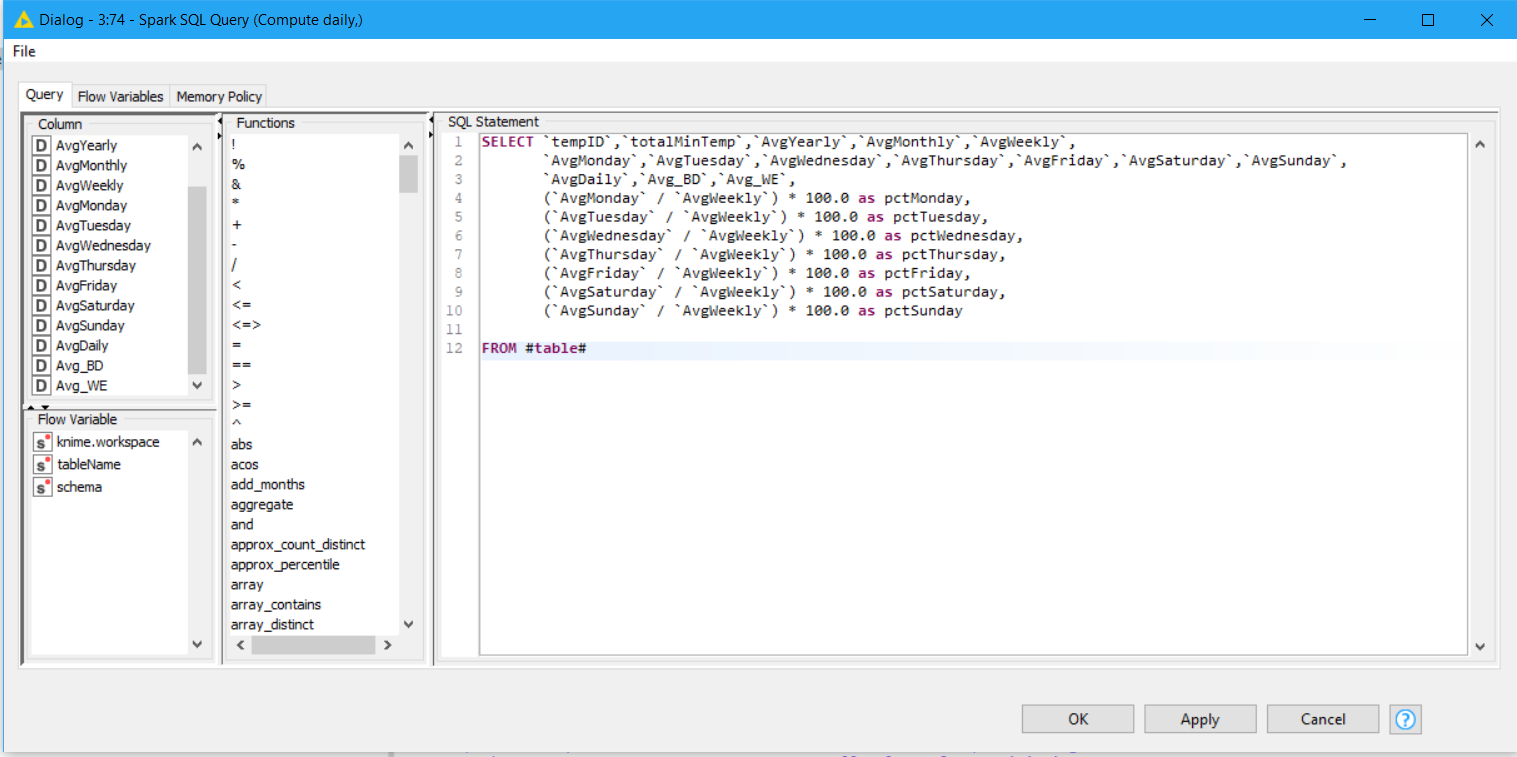 Dialog - 3:74 - Spark SQL Query (Compute daily,)
File
Query Flow Variables Memory Policy
Column
D AvgYearly
D AvgMonthly
D AvgWeekly
D AvgMonday
D AvgTuesday
D AvgWednesday
D AvgThursday
D AvgFriday
D AvgSaturday
D AvgSunday
D AvgDaily
D Avg_BD
D Avg_WE
Flow Variable
s knime.workspace
s tableName
s schema
Functions
!
%
&
*
+
-
/
<
<=
<=>
=
==
>
>=
^
abs
acos
add_months
aggregate
and
approx_count_distinct
approx_percentile
array
array_contains
array_distinct
SQL Statement
1 SELECT `tempID`,`totalMinTemp`,`AvgYearly`,`AvgMonthly`,`AvgWeekly`,
2 `AvgMonday`,`AvgTuesday`,`AvgWednesday`,`AvgThursday`,`AvgFriday`,`AvgSaturday`,`AvgSunday`,
3 `AvgDaily`,`Avg_BD`,`Avg_WE`,
4 (`AvgMonday` / `AvgWeekly`) * 100.0 as pctMonday,
5 (`AvgTuesday` / `AvgWeekly`) * 100.0 as pctTuesday,
6 (`AvgWednesday` / `AvgWeekly`) * 100.0 as pctWednesday,
7 (`AvgThursday` / `AvgWeekly`) * 100.0 as pctThursday,
8 (`AvgFriday` / `AvgWeekly`) * 100.0 as pctFriday,
9 (`AvgSaturday` / `AvgWeekly`) * 100.0 as pctSaturday,
10 (`AvgSunday` / `AvgWeekly`) * 100.0 as pctSunday
11
12 FROM #table#
OK Apply Cancel ?